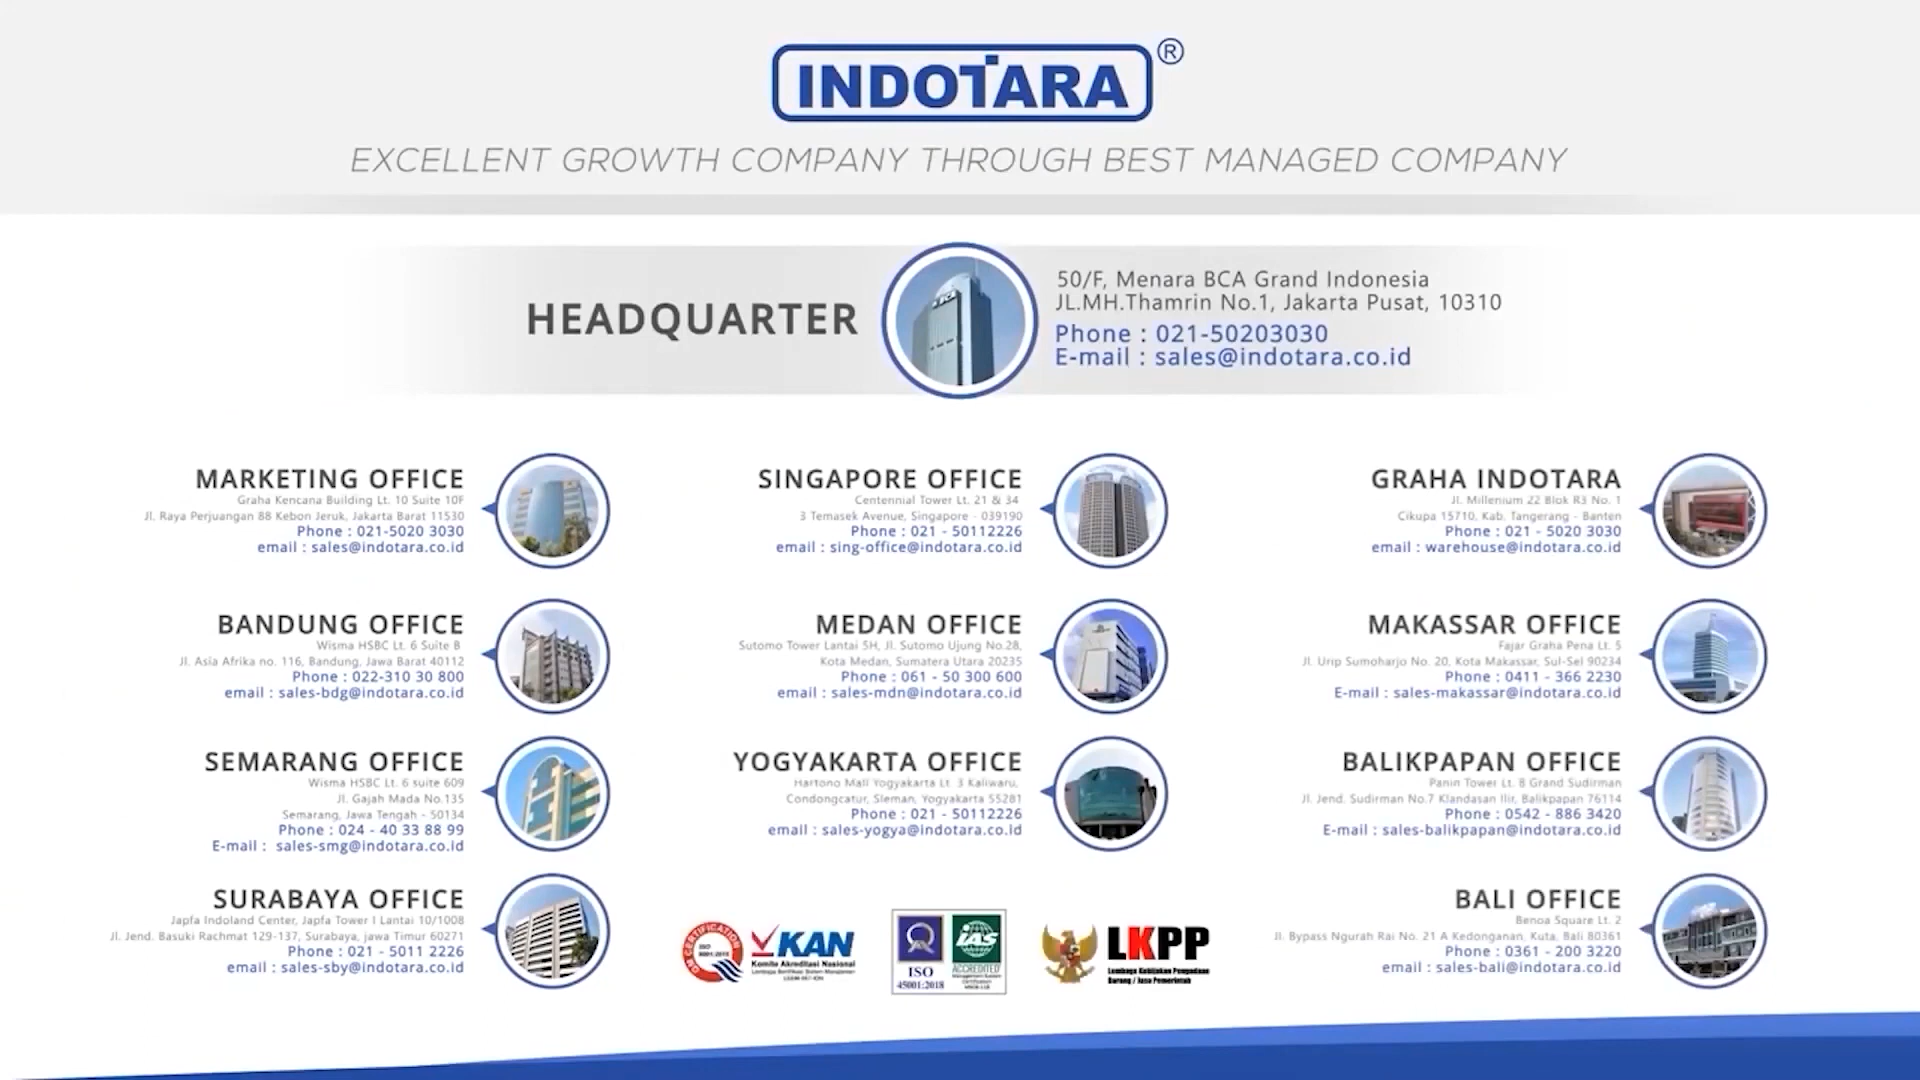 INDOTARA®
EXCELLENT GROWTH COMPANY THROUGH BEST MANAGED COMPANY
HEADQUARTER
50/F, Menara BCA Grand Indonesia
JL.MH.Thamrin No.1, Jakarta Pusat, 10310
Phone : 021-50203030
E-mail : sales@indotara.co.id
MARKETING OFFICE
Graha Kencana Building Lt. 10 Suite 10F
Jl. Raya Perjuangan 88 Kebon Jeruk, Jakarta Barat 11530
Phone : 021-5020 3030
email : sales@indotara.co.id
SINGAPORE OFFICE
Centennial Tower Lt. 21 & 34
3 Temasek Avenue, Singapore - 039190
Phone : 021 - 50112226
email : sing-office@indotara.co.id
GRAHA INDOTARA
Jl. Millenium 22 Blok R3 No. 1
Cikupa 15710, Kab. Tangerang - Banten
Phone : 021 - 5020 3030
email : warehouse@indotara.co.id
BANDUNG OFFICE
Wisma HSBC Lt. 6 Suite B
Jl. Asia Afrika no. 116, Bandung, Jawa Barat 40112
Phone : 022-310 30 800
email : sales-bdg@indotara.co.id
MEDAN OFFICE
Sutomo Tower Lantai 5H, Jl. Sutomo Ujung No.28,
Kota Medan, Sumatera Utara 20235
Phone : 061 - 50 300 600
email : sales-mdn@indotara.co.id
MAKASSAR OFFICE
Fajar Graha Pena Lt. 5
Jl. Urip Sumoharjo No. 20, Kota Makassar, Sul-Sel 90234
Phone : 0411 - 366 2230
E-mail : sales-makassar@indotara.co.id
SEMARANG OFFICE
Wisma HSBC Lt. 6 suite 609
Jl. Gajah Mada No.135
Semarang, Jawa Tengah - 50134
Phone : 024 - 40 33 88 99
E-mail : sales-smg@indotara.co.id
YOGYAKARTA OFFICE
Hartono Mall Yogyakarta Lt. 3 Kaliwaru,
Condongcatur, Sleman, Yogyakarta 55281
Phone : 021 - 50112226
email : sales-yogya@indotara.co.id
BALIKPAPAN OFFICE
Panin Tower Lt. 8 Grand Sudirman
Jl. Jend. Sudirman No.7 Klandasan Ilir, Balikpapan 76114
Phone : 0542 - 886 3420
E-mail : sales-balikpapan@indotara.co.id
SURABAYA OFFICE
Japfa Indoland Center, Japfa Tower I Lantai 10/1008
Jl. Jend. Basuki Rachmat 129-137, Surabaya, jawa Timur 60271
Phone : 021 - 5011 2226
email : sales-sby@indotara.co.id
BALI OFFICE
Benoa Square Lt. 2
Jl. Bypass Ngurah Rai No. 21 A Kedonganan, Kuta, Bali 80361
Phone : 0361 - 200 3220
email : sales-bali@indotara.co.id
ISO
9001:2015
KAN
Komite Akreditasi Nasional
Lembaga Sertifikasi Sistem Manajemen
ISO
45001:2018
IAS
ACCREDITED
Management System
Certification
LKPP
Lembaga Kebijakan Pengadaan
Barang / Jasa Pemerintah